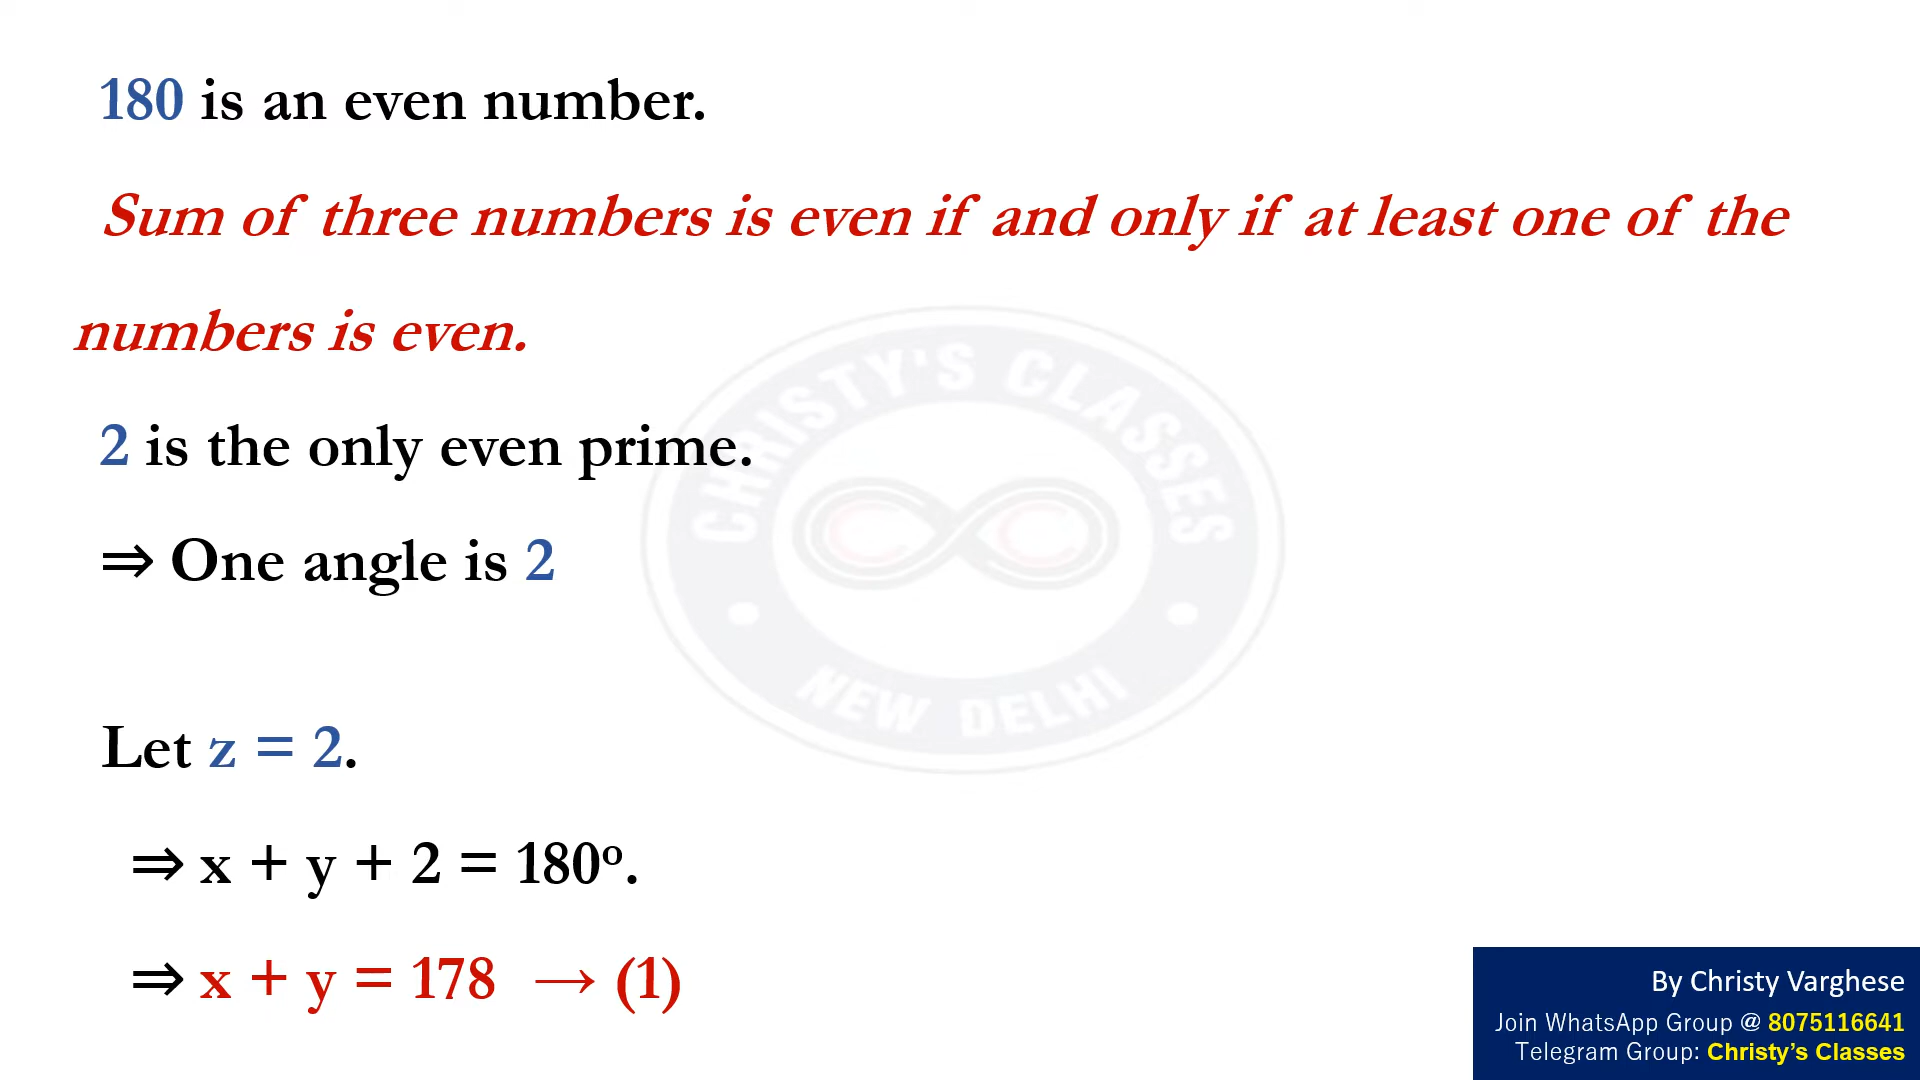 180 is an even number.
Sum of three numbers is even if and only if at least one of the
numbers is even.
2 is the only even prime.
⇒ One angle is 2
CHRISTY'S CLASSES
NEW DELHI
Let z = 2.
⇒ x + y + 2 = 180º.
⇒ x + y = 178 → (1)
By Christy Varghese
Join WhatsApp Group @ 8075116641
Telegram Group: Christy’s Classes